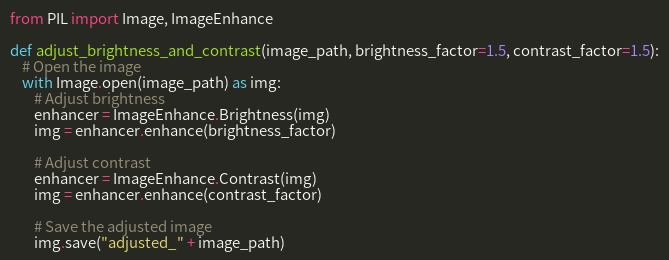 from PIL import Image, ImageEnhance

def adjust_brightness_and_contrast(image_path, brightness_factor=1.5, contrast_factor=1.5):
    # Open the image
    with Image.open(image_path) as img:
        # Adjust brightness
        enhancer = ImageEnhance.Brightness(img)
        img = enhancer.enhance(brightness_factor)

        # Adjust contrast
        enhancer = ImageEnhance.Contrast(img)
        img = enhancer.enhance(contrast_factor)

        # Save the adjusted image
        img.save("adjusted_" + image_path)